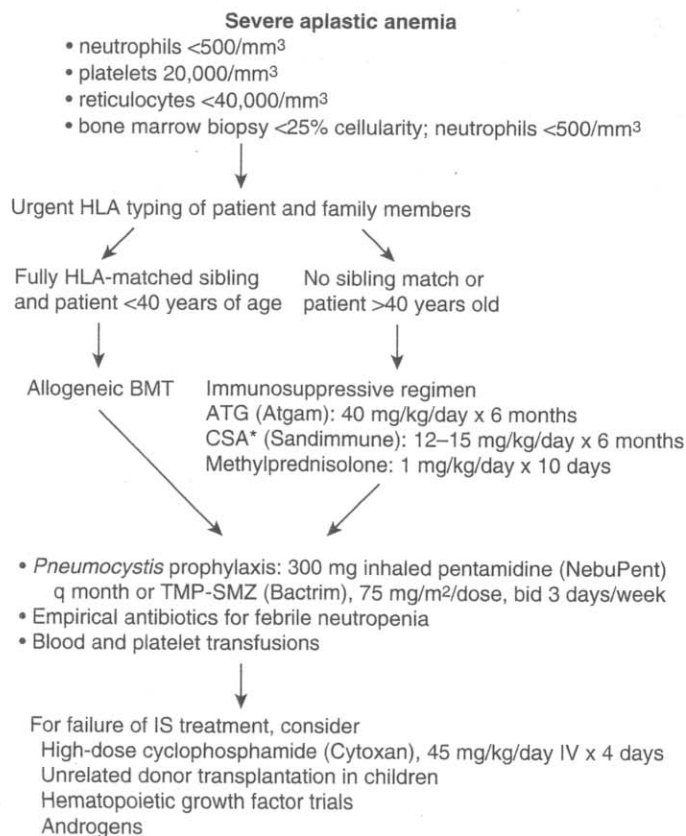 Severe aplastic anemia
• neutrophils <500/mm³
• platelets 20,000/mm³
• reticulocytes <40,000/mm³
• bone marrow biopsy <25% cellularity; neutrophils <500/mm³
Urgent HLA typing of patient and family members
Fully HLA-matched sibling
and patient <40 years of age
No sibling match or
patient >40 years old
Allogeneic BMT
Immunosuppressive regimen
ATG (Atgam): 40 mg/kg/day x 6 months
CSA* (Sandimmune): 12–15 mg/kg/day x 6 months
Methylprednisolone: 1 mg/kg/day x 10 days
• Pneumocystis prophylaxis: 300 mg inhaled pentamidine (NebuPent)
q month or TMP-SMZ (Bactrim), 75 mg/m²/dose, bid 3 days/week
• Empirical antibiotics for febrile neutropenia
• Blood and platelet transfusions
For failure of IS treatment, consider
High-dose cyclophosphamide (Cytoxan), 45 mg/kg/day IV x 4 days
Unrelated donor transplantation in children
Hematopoietic growth factor trials
Androgens